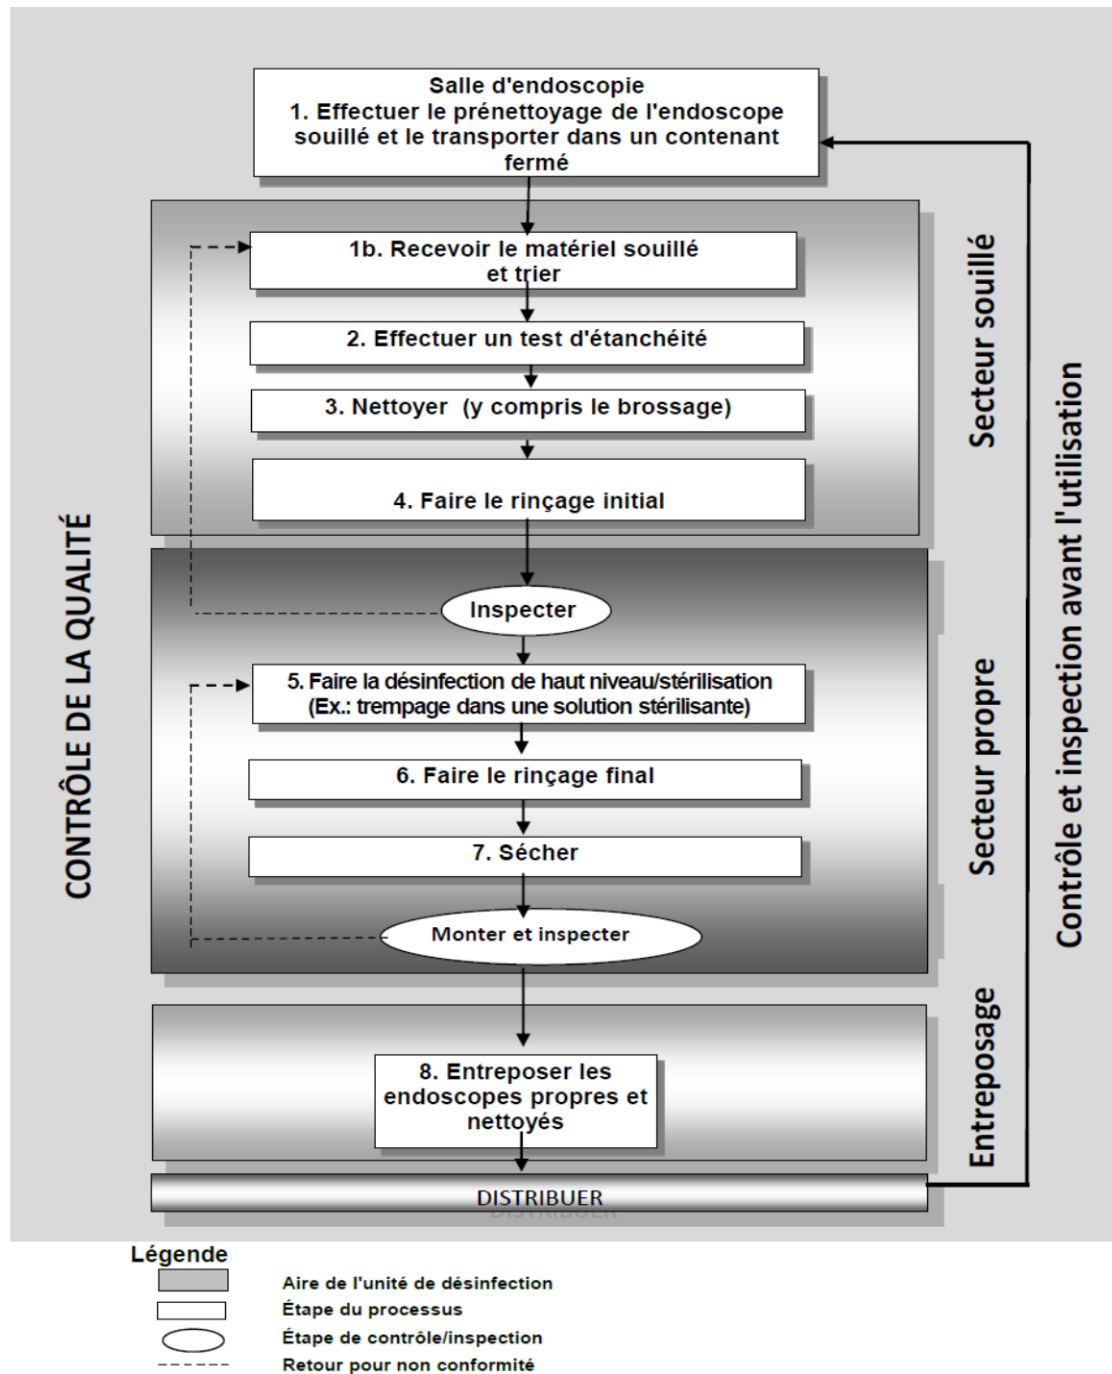 Salle d'endoscopie
1. Effectuer le prénettoyage de l'endoscope
souillé et le transporter dans un contenant
fermé
1b. Recevoir le matériel souillé
et trier
2. Effectuer un test d'étanchéité
3. Nettoyer (y compris le brossage)
4. Faire le rinçage initial
Secteur souillé
Inspecter
5. Faire la désinfection de haut niveau/stérilisation
(Ex.: trempage dans une solution stérilisante)
6. Faire le rinçage final
7. Sécher
Monter et inspecter
Secteur propre
8. Entreposer les
endoscopes propres et
nettoyés
Entreposage
DISTRIBUER
CONTRÔLE DE LA QUALITÉ
Contrôle et inspection avant l'utilisation
Légende
Aire de l'unité de désinfection
Étape du processus
Étape de contrôle/inspection
Retour pour non conformité